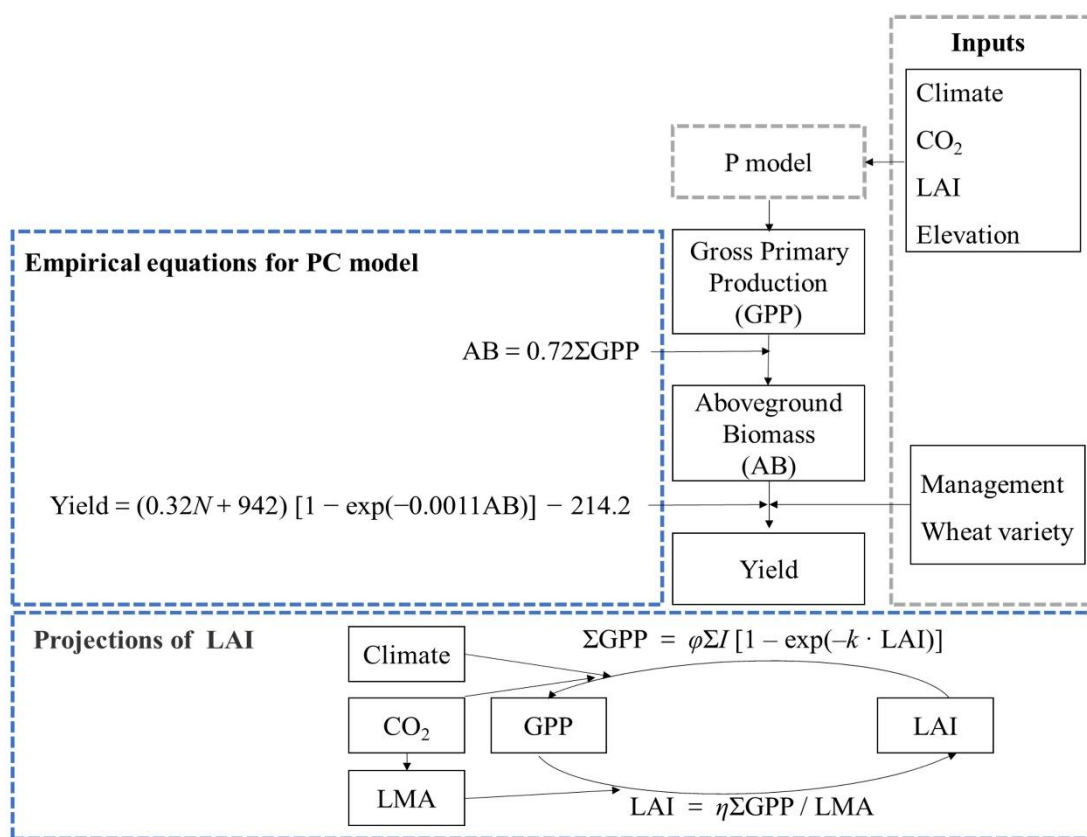 Inputs
Climate
CO₂
LAI
Elevation
P model
Empirical equations for PC model
Gross Primary
Production
(GPP)
AB = 0.72ΣGPP
Aboveground
Biomass
(AB)
Management
Wheat variety
Yield = (0.32N + 942) [1 − exp(−0.0011AB)] − 214.2
Yield
Projections of LAI
ΣGPP = φΣI [1 − exp(–k · LAI)]
Climate
CO₂
GPP
LAI
LMA
LAI = ηΣGPP / LMA